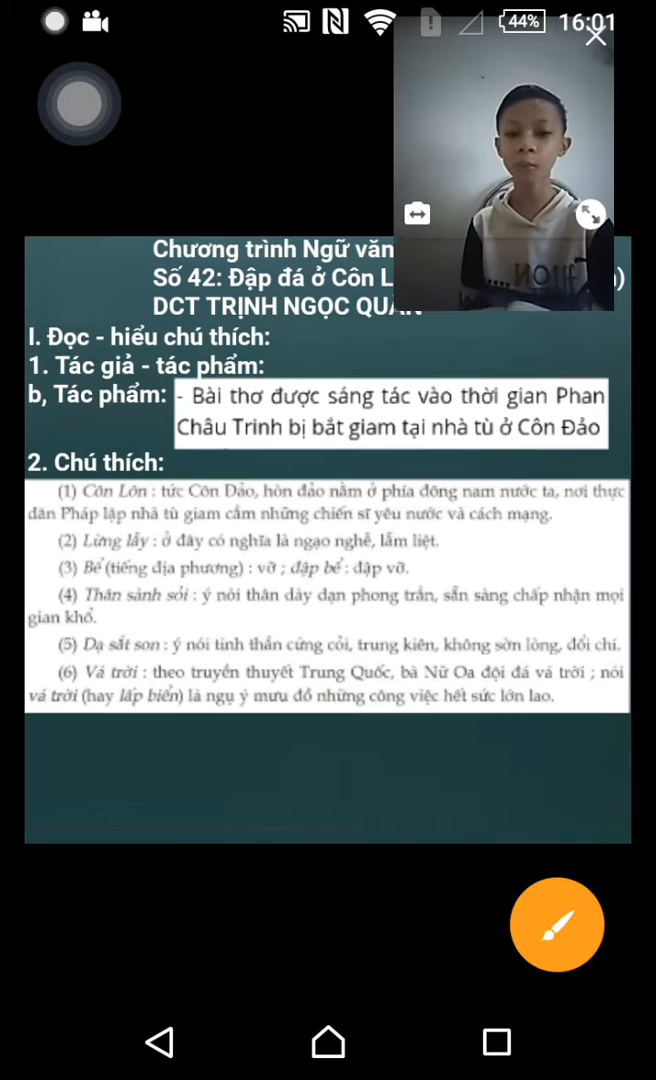 44% 16:01
Chương trình Ngữ văn
Số 42: Đập đá ở Côn L
DCT TRỊNH NGỌC
I. Đọc - hiểu chú thích:
1. Tác giả - tác phẩm:
b, Tác phẩm: - Bài thơ được sáng tác vào thời gian Phan
Châu Trinh bị bắt giam tại nhà tù ở Côn Đảo
2. Chú thích:
(1) Côn Lôn : tức Côn Đảo, hòn đảo nằm ở phía đông nam nước ta, nơi thực
dân Pháp lập nhà tù giam cầm những chiến sĩ yêu nước và cách mạng.
(2) Lừng lẫy : ở đây có nghĩa là ngạo nghễ, lẫm liệt.
(3) Bể (tiếng địa phương) : vỡ ; đập bể : đập vỡ.
(4) Thân sành sỏi : ý nói thân dày dạn phong trần, sẵn sàng chấp nhận mọi
gian khổ.
(5) Dạ sắt son : ý nói tinh thần cứng cỏi, trung kiên, không sờn lòng, đổi chí.
(6) Vá trời : theo truyền thuyết Trung Quốc, bà Nữ Oa đội đá vá trời ; nói
vá trời (hay lấp biển) là ngụ ý mưu đồ những công việc hết sức lớn lao.